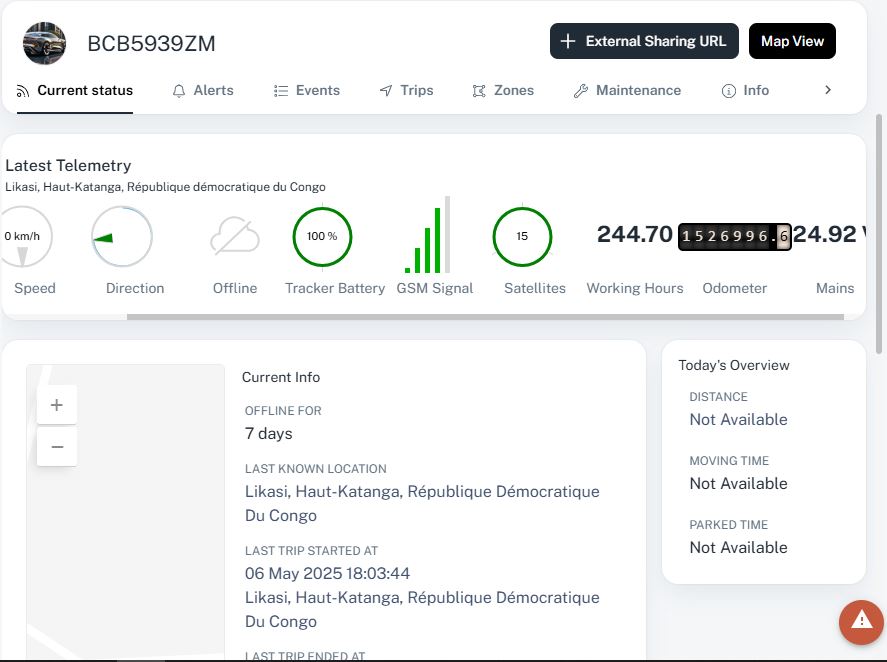 BCB5939ZM
External Sharing URL
Map View
Current status
Alerts
Events
Trips
Zones
Maintenance
Info
Latest Telemetry
Likasi, Haut-Katanga, République démocratique du Congo
0 km/h
100 %
15
244.70
1526996.6
24.92 V
Speed
Direction
Offline
Tracker Battery
GSM Signal
Satellites
Working Hours
Odometer
Mains
+
−
Current Info
OFFLINE FOR
7 days
LAST KNOWN LOCATION
Likasi, Haut-Katanga, République Démocratique
Du Congo
LAST TRIP STARTED AT
06 May 2025 18:03:44
Likasi, Haut-Katanga, République Démocratique
Du Congo
LAST TRIP ENDED AT
Today's Overview
DISTANCE
Not Available
MOVING TIME
Not Available
PARKED TIME
Not Available